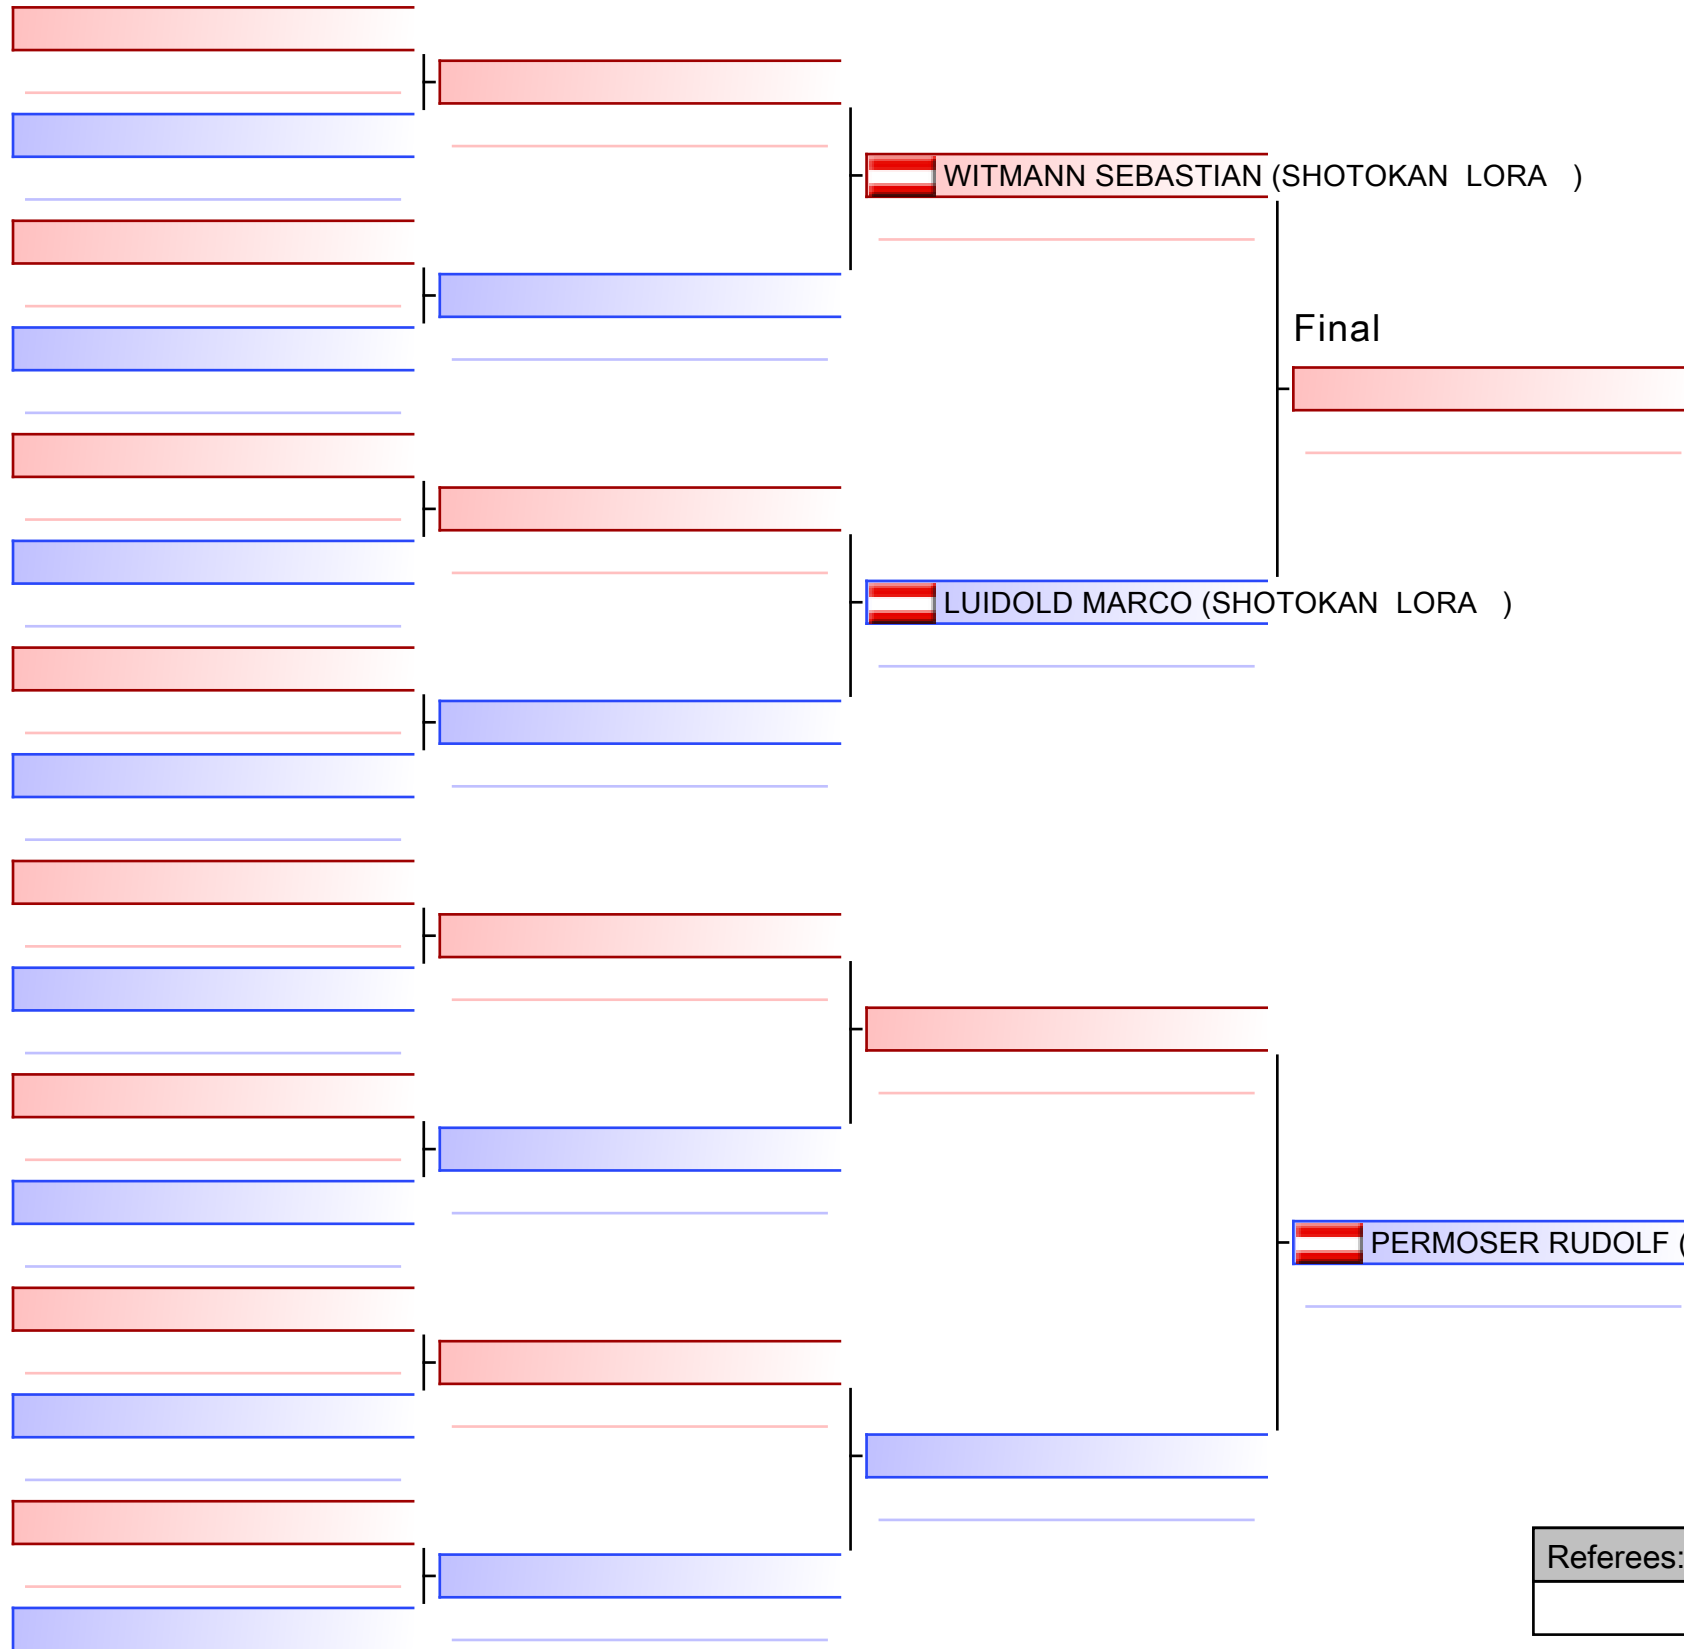 WITMANN SEBASTIAN (SHOTOKAN LORA )
Final
LUIDOLD MARCO (SHOTOKAN LORA )
PERMOSER RUDOLF (
Referees: